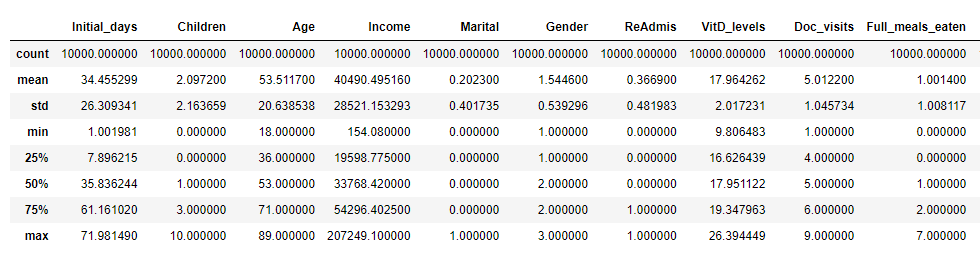 Initial_days Children Age Income Marital Gender ReAdmis VitD_levels Doc_visits Full_meals_eaten
count 10000.000000 10000.000000 10000.000000 10000.000000 10000.000000 10000.000000 10000.000000 10000.000000 10000.000000 10000.000000
mean 34.455299 2.097200 53.511700 40490.495160 0.202300 1.544600 0.366900 17.964262 5.012200 1.001400
std 26.309341 2.163659 20.638538 28521.153293 0.401735 0.539296 0.481983 2.017231 1.045734 1.008117
min 1.001981 0.000000 18.000000 154.080000 0.000000 1.000000 0.000000 9.806483 1.000000 0.000000
25% 7.896215 0.000000 36.000000 19598.775000 0.000000 1.000000 0.000000 16.626439 4.000000 0.000000
50% 35.836244 1.000000 53.000000 33768.420000 0.000000 2.000000 0.000000 17.951122 5.000000 1.000000
75% 61.161020 3.000000 71.000000 54296.402500 0.000000 2.000000 1.000000 19.347963 6.000000 2.000000
max 71.981490 10.000000 89.000000 207249.100000 1.000000 3.000000 1.000000 26.394449 9.000000 7.000000